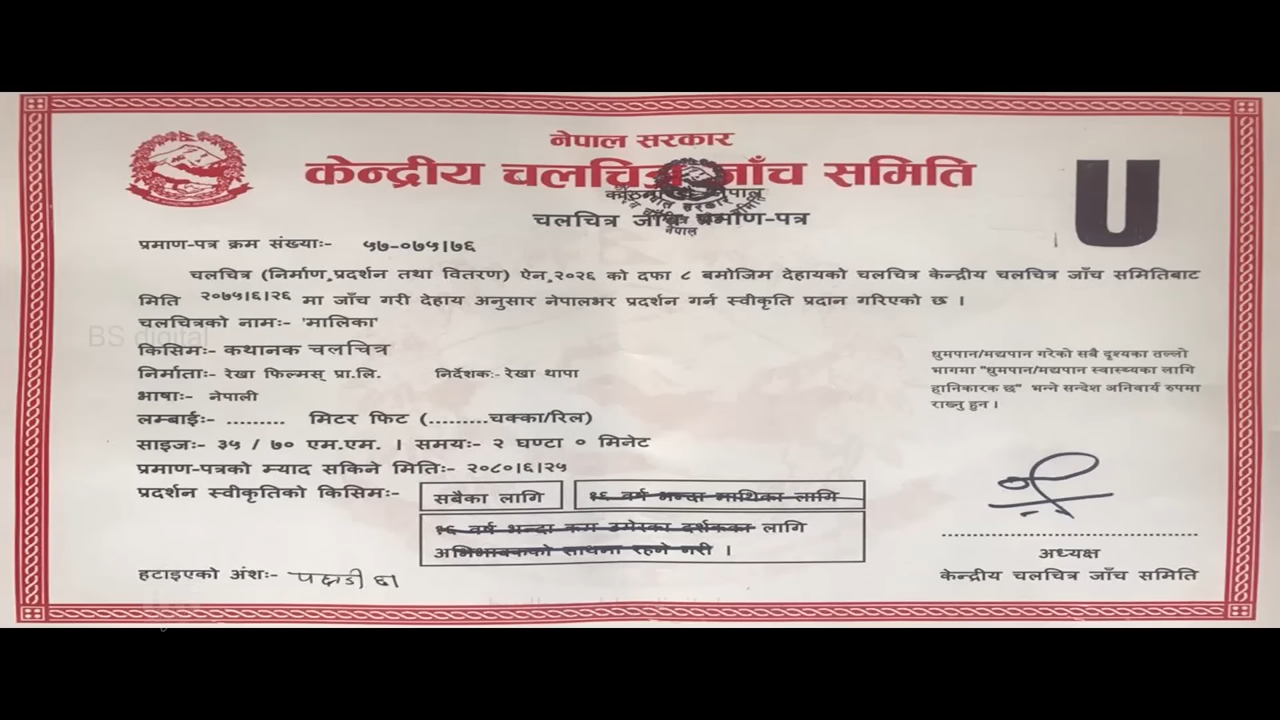 नेपाल सरकार
केन्द्रीय चलचित्र जाँच समिति
चलचित्र जाँच प्रमाण-पत्र
U
प्रमाण-पत्र क्रम संख्याः- ५७-०७५।७६
चलचित्र (निर्माण,प्रदर्शन तथा वितरण) ऐन,२०२६ को दफा ८ बमोजिम देहायको चलचित्र केन्द्रीय चलचित्र जाँच समितिबाट
मिति २०७५।६।२६ मा जाँच गरी देहाय अनुसार नेपालभर प्रदर्शन गर्न स्वीकृति प्रदान गरिएको छ ।
चलचित्रको नामः- 'मालिका'
BS digital
किसिमः- कथानक चलचित्र
निर्माताः- रेखा फिल्मस् प्रा.लि. निर्देशकः- रेखा थापा
भाषाः- नेपाली
लम्बाईः- ......... मिटर फिट (.........चक्का/रिल)
साइजः- ३५ / ७० एम.एम. । समयः- २ घण्टा ० मिनेट
प्रमाण-पत्रको म्याद सकिने मितिः- २०८०।६।२५
प्रदर्शन स्वीकृतिको किसिमः- सबैका लागि १६ वर्ष भन्दा माथिका लागि
१६ वर्ष भन्दा कम उमेरका दर्शकका लागि
अभिभावकको साथमा रहने गरी ।
हटाइएको अंशः-
धुमपान/मद्यपान गरेको सबै दृश्यका तल्लो
भागमा "धुमपान/मद्यपान स्वास्थ्यका लागि
हानिकारक छ" भन्ने सन्देश अनिवार्य रुपमा
राख्नु हुन ।
अध्यक्ष
केन्द्रीय चलचित्र जाँच समिति